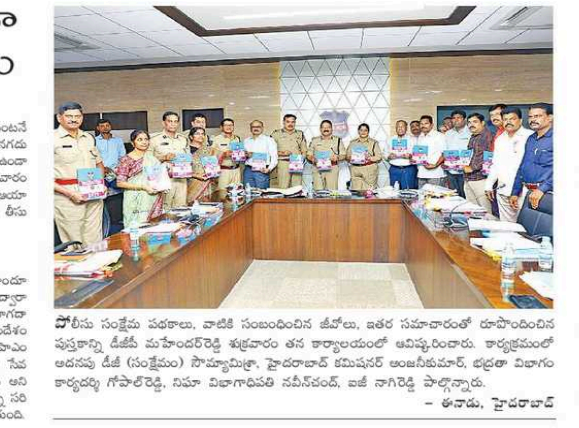 పోలీసు సంక్షేమ పథకాలు, వాటికి సంబంధించిన జీవోలు, ఇతర సమాచారంతో రూపొందించిన
పుస్తకాన్ని డీజీపీ మహేందర్‌రెడ్డి శుక్రవారం తన కార్యాలయంలో ఆవిష్కరించారు. కార్యక్రమంలో
అదనపు డీజీ (సంక్షేమం) సౌమ్యామిశ్రా, హైదరాబాద్‌ కమిషనర్‌ అంజనీకుమార్‌, భద్రతా విభాగం
కార్యదర్శి గోపాల్‌రెడ్డి, నిఘా విభాగాధిపతి నవీన్‌చంద్‌, ఐజీ నాగిరెడ్డి పాల్గొన్నారు.
– ఈనాడు, హైదరాబాద్‌